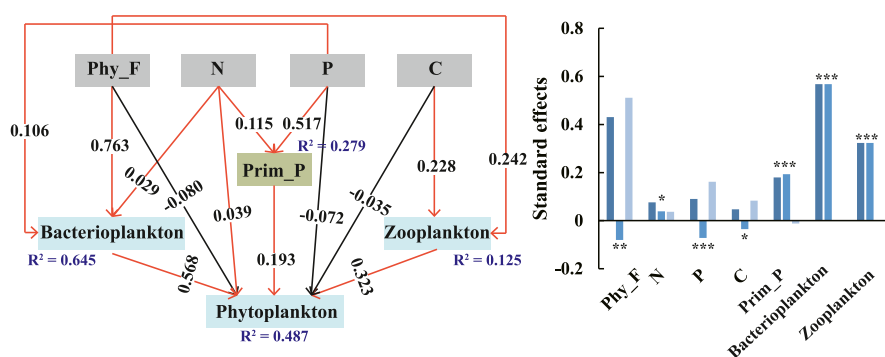 Phy_F
N
P
C
0.106
0.763
0.115
0.517
R² = 0.279
0.228
0.242
Prim_P
0.029
-0.080
0.039
-0.072
-0.035
Bacterioplankton
Zooplankton
R² = 0.645
R² = 0.125
0.568
0.193
0.323
Phytoplankton
R² = 0.487
Standard effects
0.8
0.6
0.4
0.2
0
-0.2
**
*
***
*
***
***
***
Phy_F
N
P
C
Prim_P
Bacterioplankton
Zooplankton